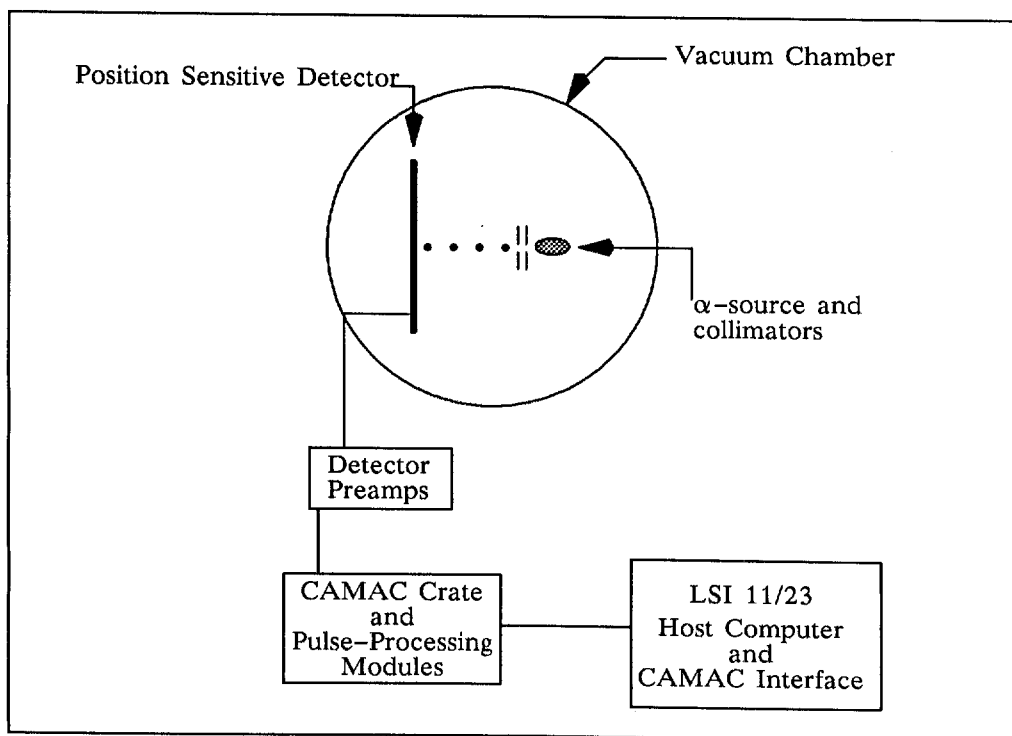 Position Sensitive Detector
Vacuum Chamber
α-source and
collimators
Detector
Preamps
CAMAC Crate
and
Pulse-Processing
Modules
LSI 11/23
Host Computer
and
CAMAC Interface